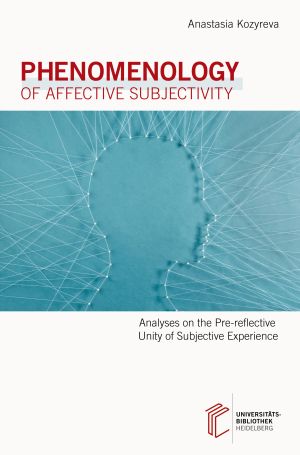 Anastasia Kozyreva
PHENOMENOLOGY
OF AFFECTIVE SUBJECTIVITY
Analyses on the Pre-reflective
Unity of Subjective Experience
UNIVERSITÄTS-
BIBLIOTHEK
HEIDELBERG